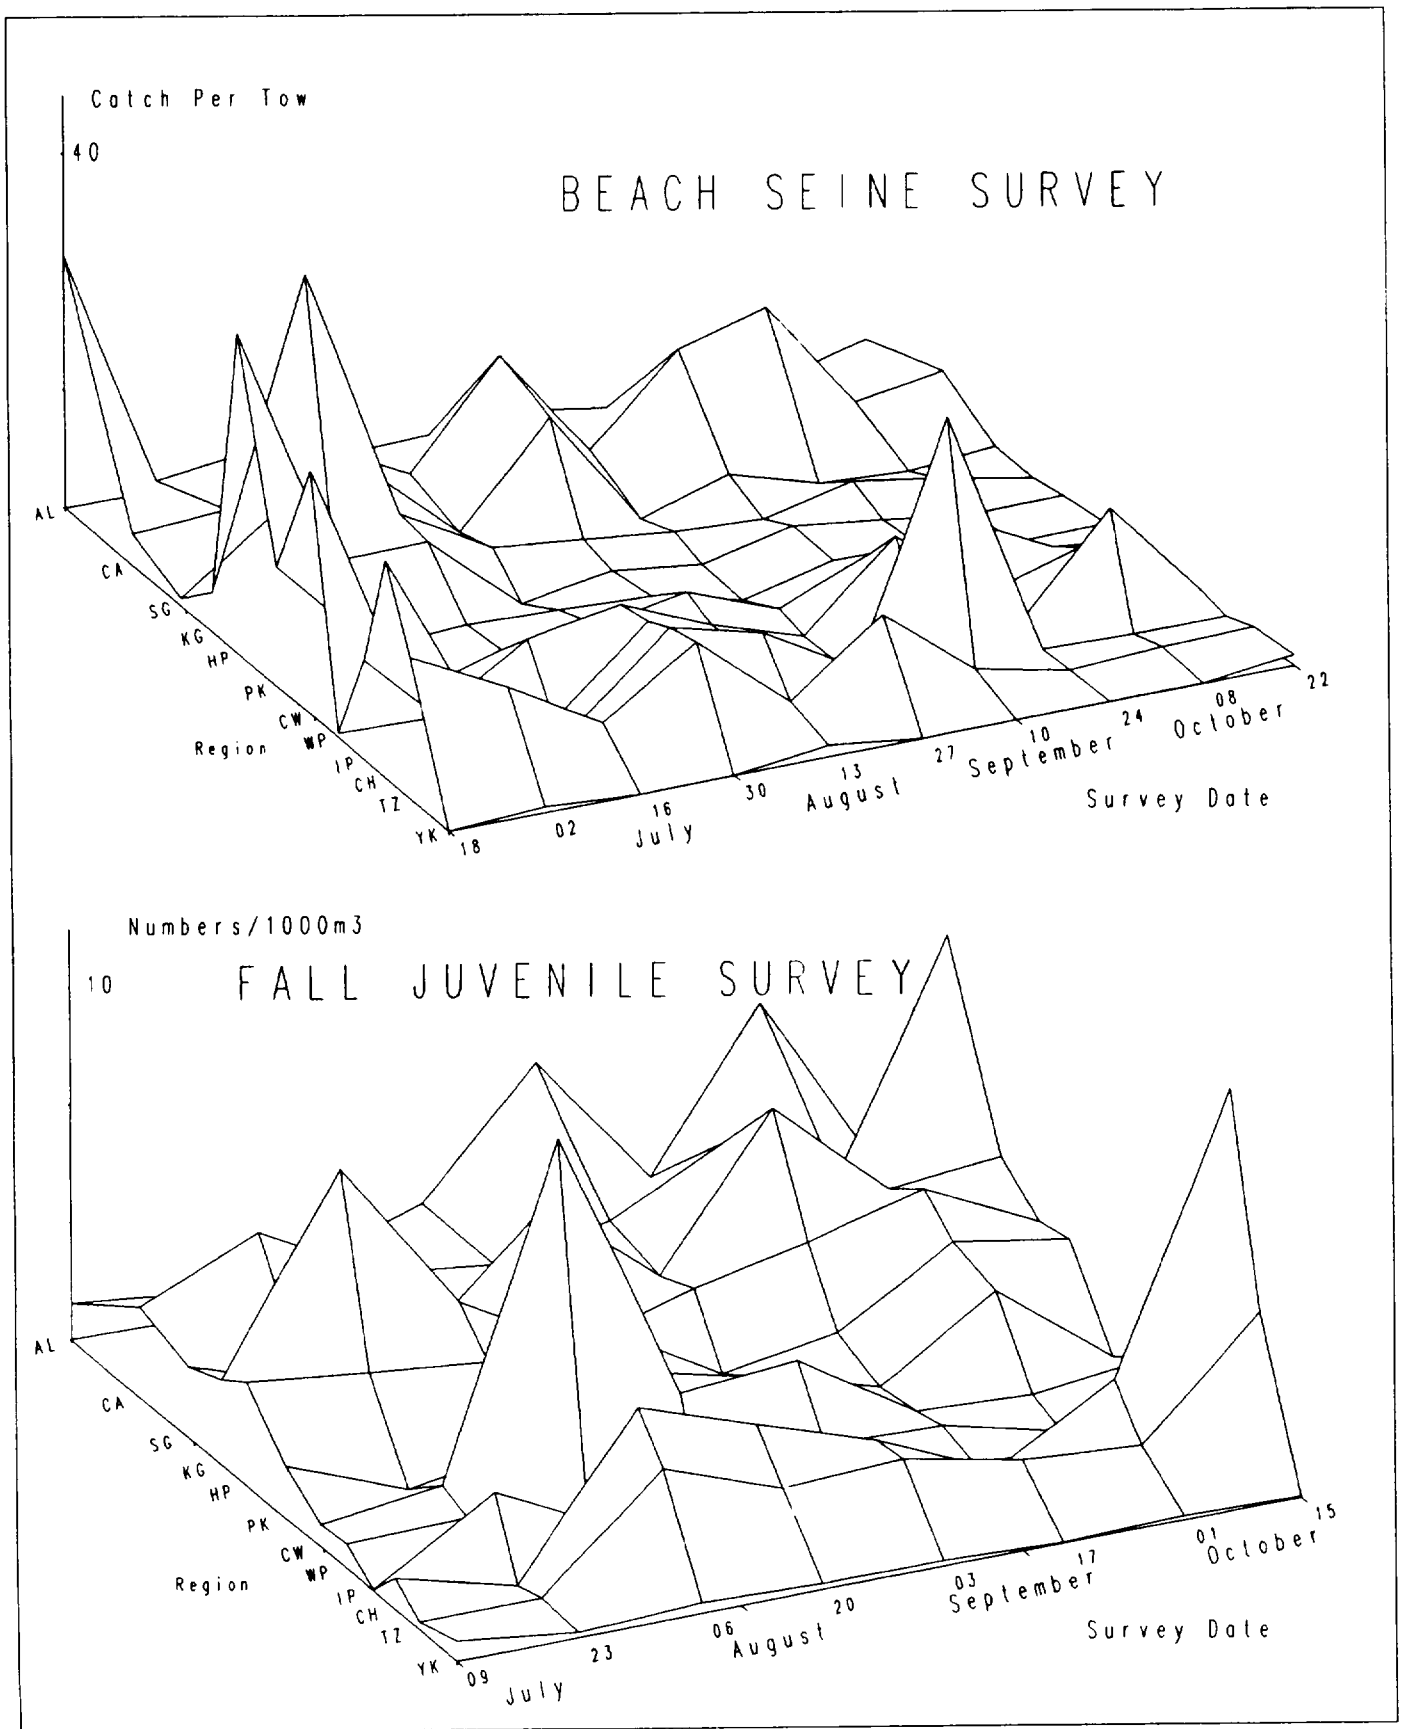 Catch Per Tow
40
BEACH SEINE SURVEY
AL
CA
SG
KG
HP
PK
CW
WP
IP
CH
TZ
YK
Region
18
02
16
30
13
27
10
24
08
22
July
August
September
October
Survey Date
Numbers/1000m3
10
FALL JUVENILE SURVEY
AL
CA
SG
KG
HP
PK
CW
WP
IP
CH
TZ
YK
Region
09
23
06
20
03
17
01
15
July
August
September
October
Survey Date